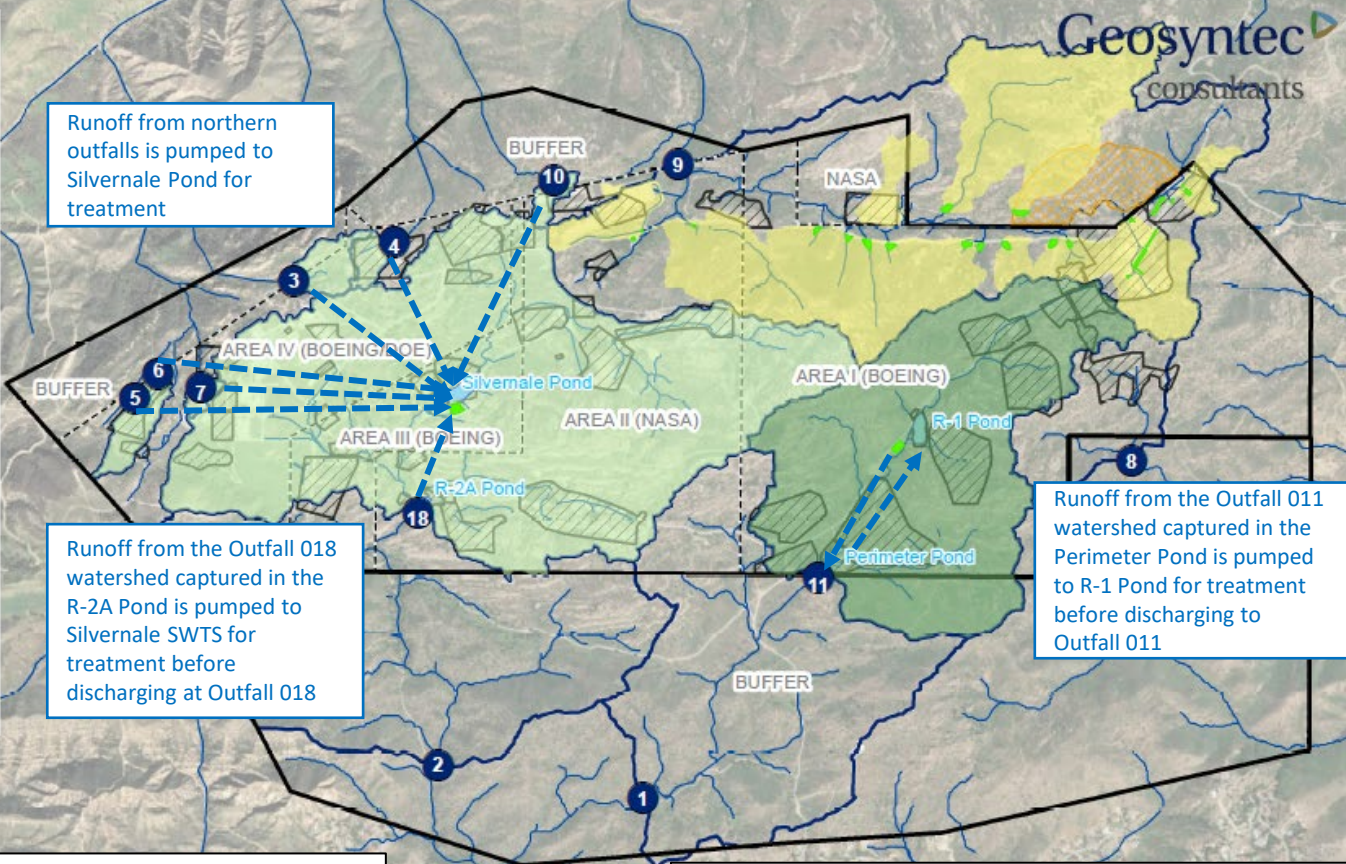 Geosyntec
consultants
Runoff from northern
outfalls is pumped to
Silvernale Pond for
treatment
BUFFER
10
9
NASA
4
3
AREA IV (BOEING/DOE)
6
BUFFER
5
7
Silvernale Pond
AREA I (BOEING)
AREA II (NASA)
AREA III (BOEING)
R-1 Pond
8
R-2A Pond
18
Runoff from the Outfall 018
watershed captured in the
R-2A Pond is pumped to
Silvernale SWTS for
treatment before
discharging at Outfall 018
Runoff from the Outfall 011
watershed captured in the
Perimeter Pond is pumped
to R-1 Pond for treatment
before discharging to
Outfall 011
Perimeter Pond
11
BUFFER
2
1